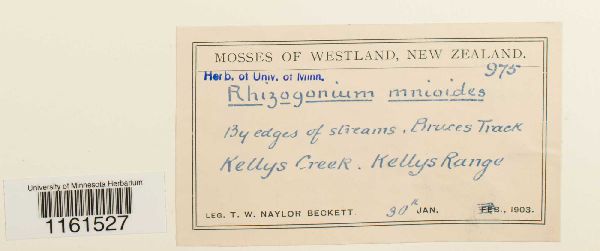 MOSSES OF WESTLAND, NEW ZEALAND.
Herb. of Univ. of Minn. 975
Rhizogonium mnioides
By edges of streams. Bruces Track
Kellys Creek. Kellys Range
LEG. T. W. NAYLOR BECKETT. 30th JAN. FEB., 1903.
University of Minnesota Herbarium
1161527